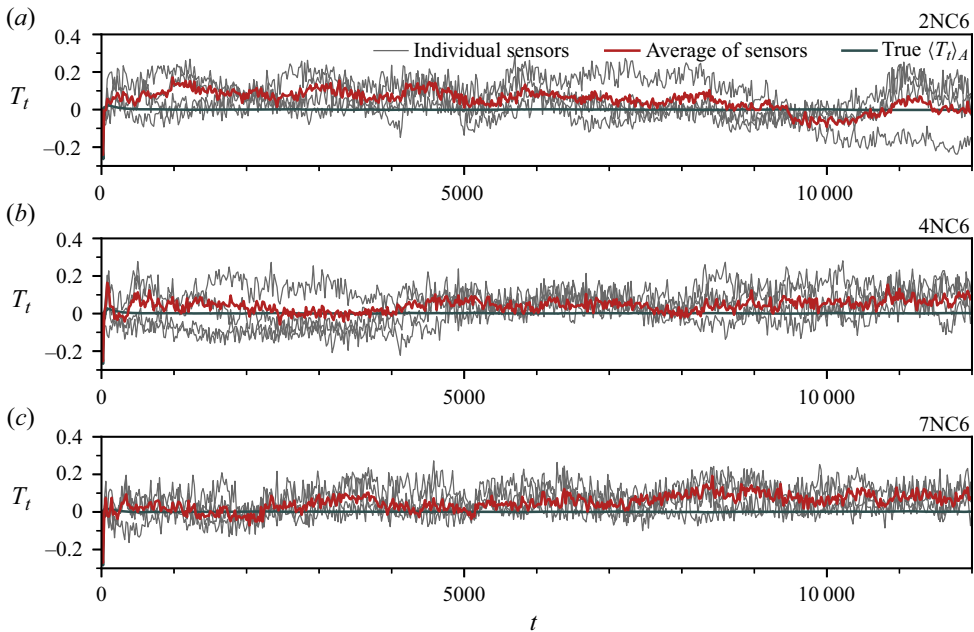 (a) 2NC6
0.4 Individual sensors Average of sensors True ⟨T_t⟩_A
0.2
T_t 0
–0.2
0 5000 10 000
(b) 4NC6
0.4
0.2
T_t 0
–0.2
0 5000 10 000
(c) 7NC6
0.4
0.2
T_t 0
–0.2
0 5000 10 000
t